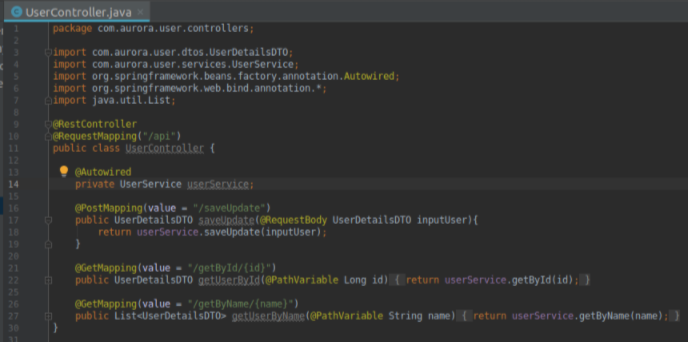 UserController.java
1 package com.aurora.user.controllers;
2
3 import com.aurora.user.dtos.UserDetailsDTO;
4 import com.aurora.user.services.UserService;
5 import org.springframework.beans.factory.annotation.Autowired;
6 import org.springframework.web.bind.annotation.*;
7 import java.util.List;
8
9 @RestController
10 @RequestMapping("/api")
11 public class UserController {
12
13 @Autowired
14 private UserService userService;
15
16 @PostMapping(value = "/saveUpdate")
17 public UserDetailsDTO saveUpdate(@RequestBody UserDetailsDTO inputUser){
18 return userService.saveUpdate(inputUser);
19 }
20
21 @GetMapping(value = "/getById/{id}")
22 public UserDetailsDTO getUserById(@PathVariable Long id) { return userService.getById(id); }
25
26 @GetMapping(value = "/getByName/{name}")
27 public List<UserDetailsDTO> getUserByName(@PathVariable String name) { return userService.getByName(name); }
30 }
31